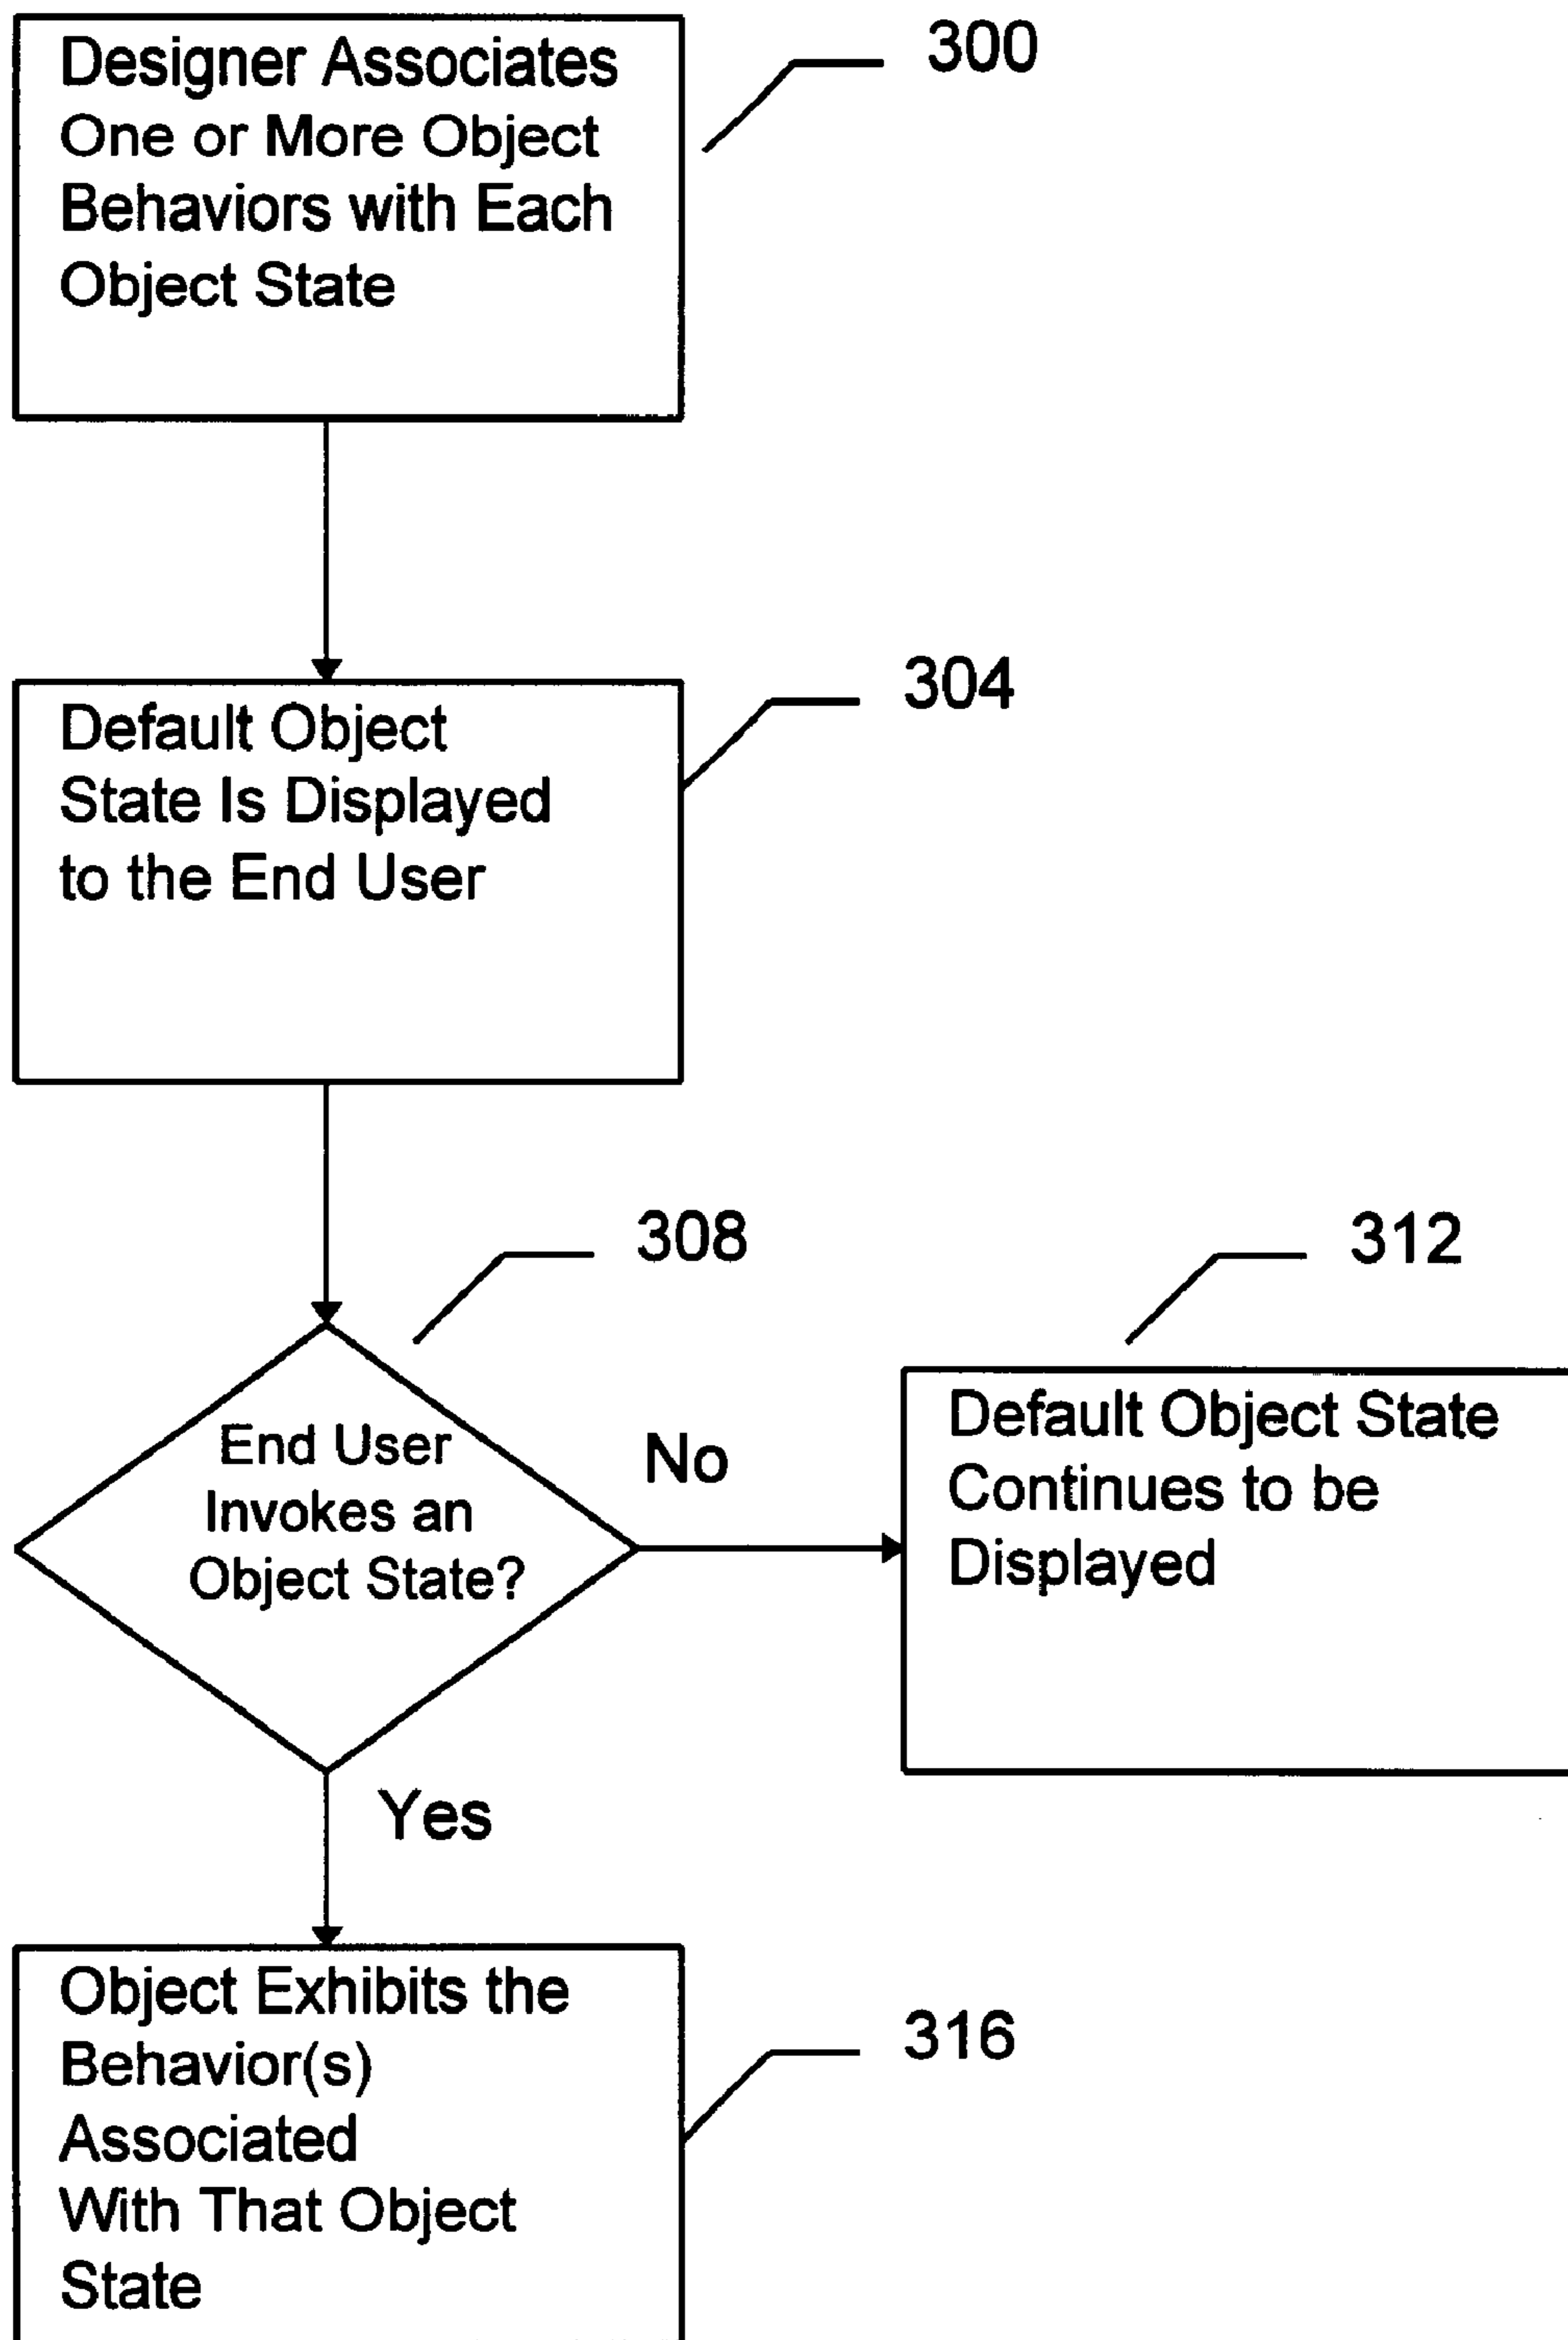 Designer Associates
One or More Object
Behaviors with Each
Object State
300
Default Object
State Is Displayed
to the End User
304
308
End User
Invokes an
Object State?
No
312
Default Object State
Continues to be
Displayed
Yes
Object Exhibits the
Behavior(s)
Associated
With That Object
State
316